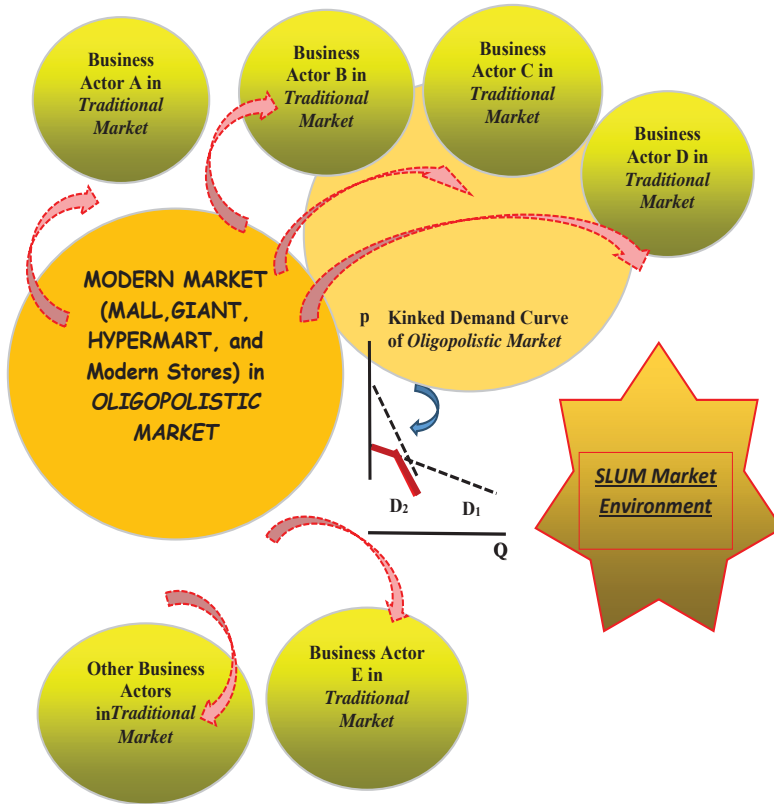 Business
Actor A in
Traditional
Market
Business
Actor B in
Traditional
Market
Business
Actor C in
Traditional
Market
Business
Actor D in
Traditional
Market
MODERN MARKET
(MALL,GIANT,
HYPERMART, and
Modern Stores) in
OLIGOPOLISTIC
MARKET
p
Kinked Demand Curve
of Oligopolistic Market
D2
D1
Q
SLUM Market
Environment
Other Business
Actors
inTraditional
Market
Business Actor
E in
Traditional
Market